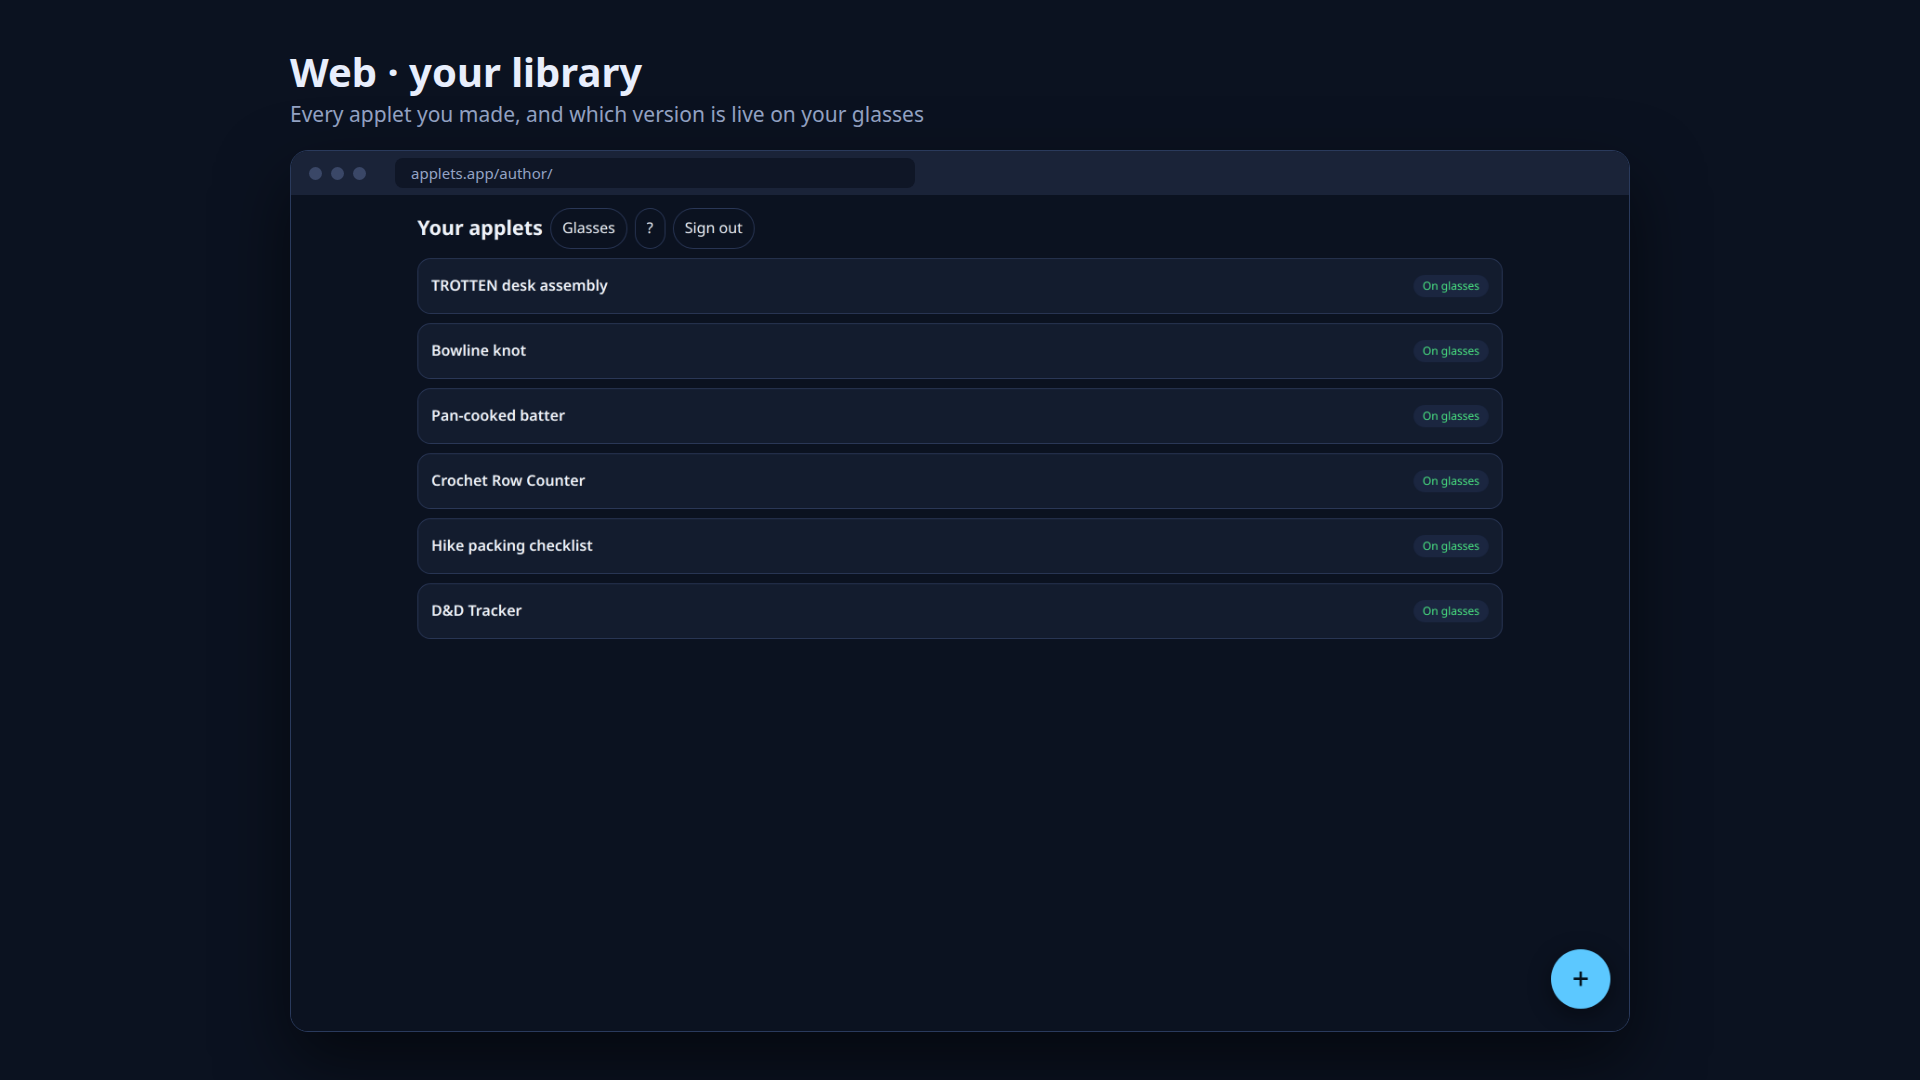 Web · your library
Every applet you made, and which version is live on your glasses
applets.app/author/
Your applets Glasses ? Sign out
TROTTEN desk assembly On glasses
Bowline knot On glasses
Pan-cooked batter On glasses
Crochet Row Counter On glasses
Hike packing checklist On glasses
D&D Tracker On glasses
+